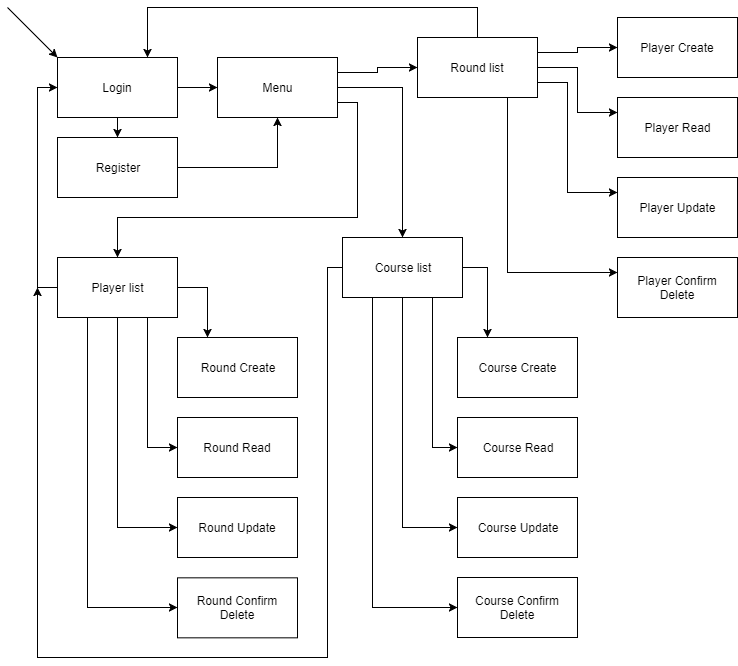 Login
Menu
Round list
Player Create
Player Read
Register
Player Update
Player list
Course list
Player Confirm
Delete
Round Create
Course Create
Round Read
Course Read
Round Update
Course Update
Round Confirm
Delete
Course Confirm
Delete